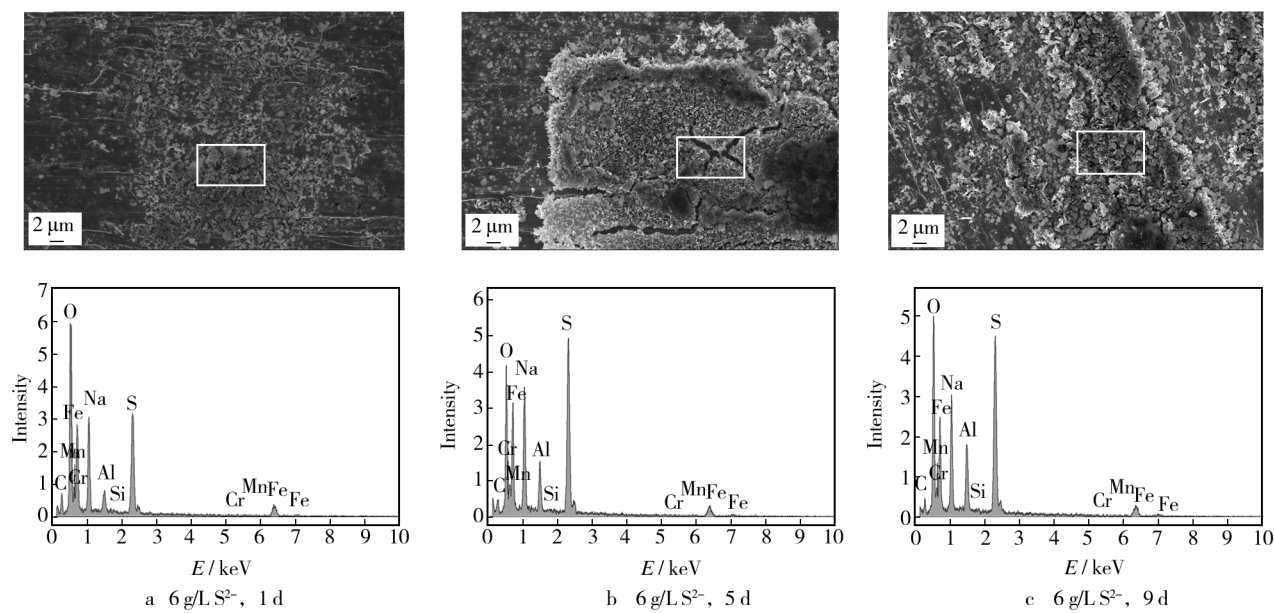 2 μm
2 μm
2 μm
7
6
5
4
3
2
1
0
Intensity
O
Fe
Na
Mn
Cr
C
Al
Si
S
Cr
Mn
Fe
Fe
0 1 2 3 4 5 6 7 8 9 10
E / keV
a 6 g/L S²⁻, 1 d
6
5
4
3
2
1
0
Intensity
O
Fe
Na
Cr
Mn
C
Al
Si
S
Cr
Mn
Fe
Fe
0 1 2 3 4 5 6 7 8 9 10
E / keV
b 6 g/L S²⁻, 5 d
5
4
3
2
1
0
Intensity
O
Na
Fe
Mn
Cr
C
Al
Si
S
Cr
Mn
Fe
Fe
0 1 2 3 4 5 6 7 8 9 10
E / keV
c 6 g/L S²⁻, 9 d